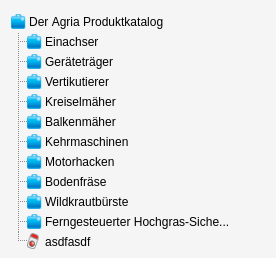 Der Agria Produktkatalog
Einachser
Geräteträger
Vertikutierer
Kreiselmäher
Balkenmäher
Kehrmaschinen
Motorhacken
Bodenfräse
Wildkrautbürste
Ferngesteuerter Hochgras-Siche...
asdfasdf